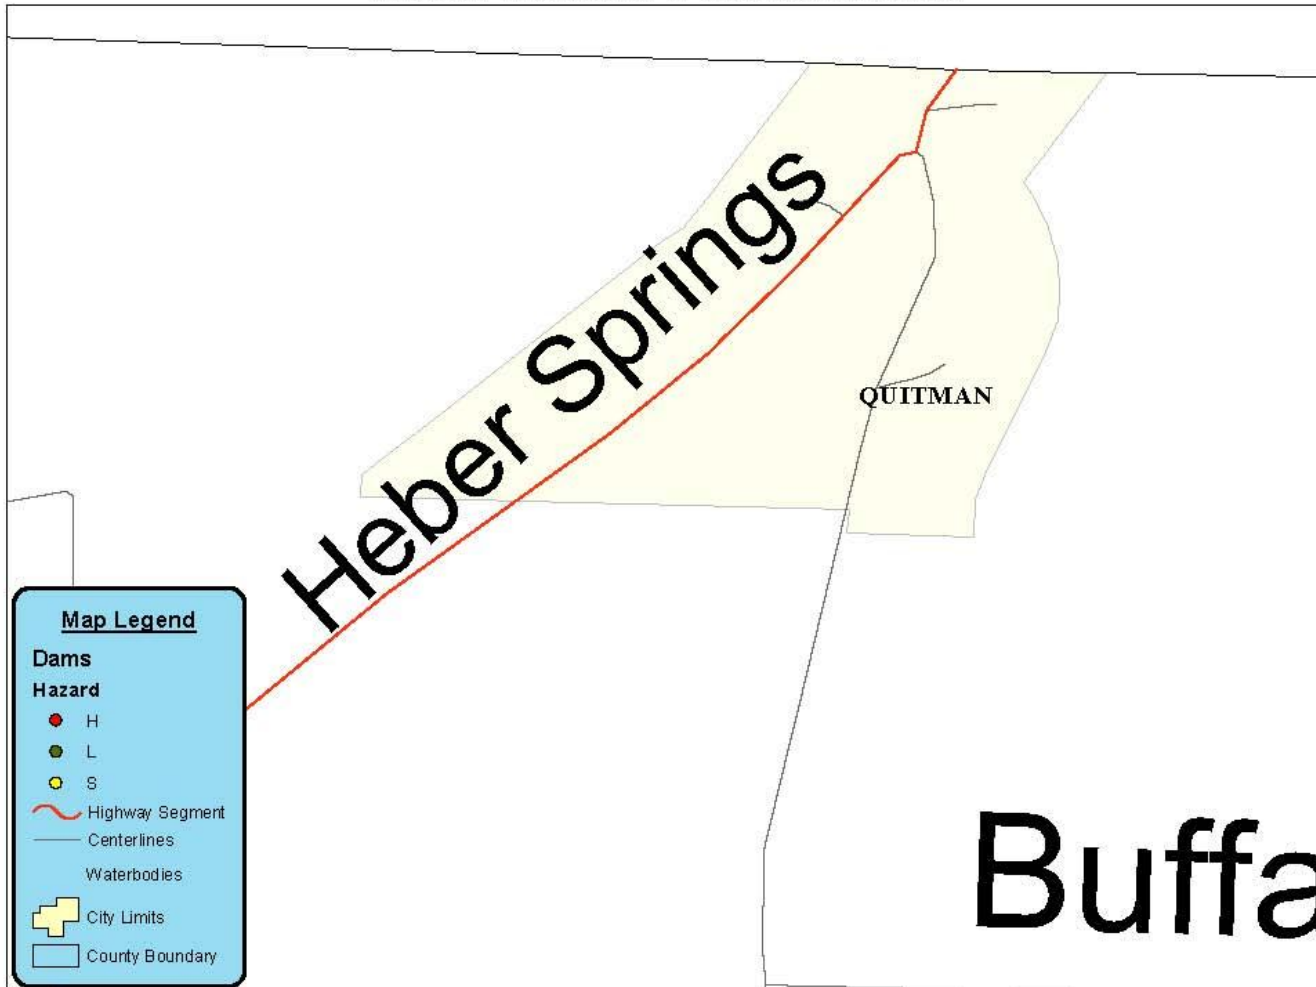 Heber Springs
QUITMAN
Map Legend
Dams
Hazard
H
L
S
Highway Segment
Centerlines
Waterbodies
City Limits
County Boundary
Buffa